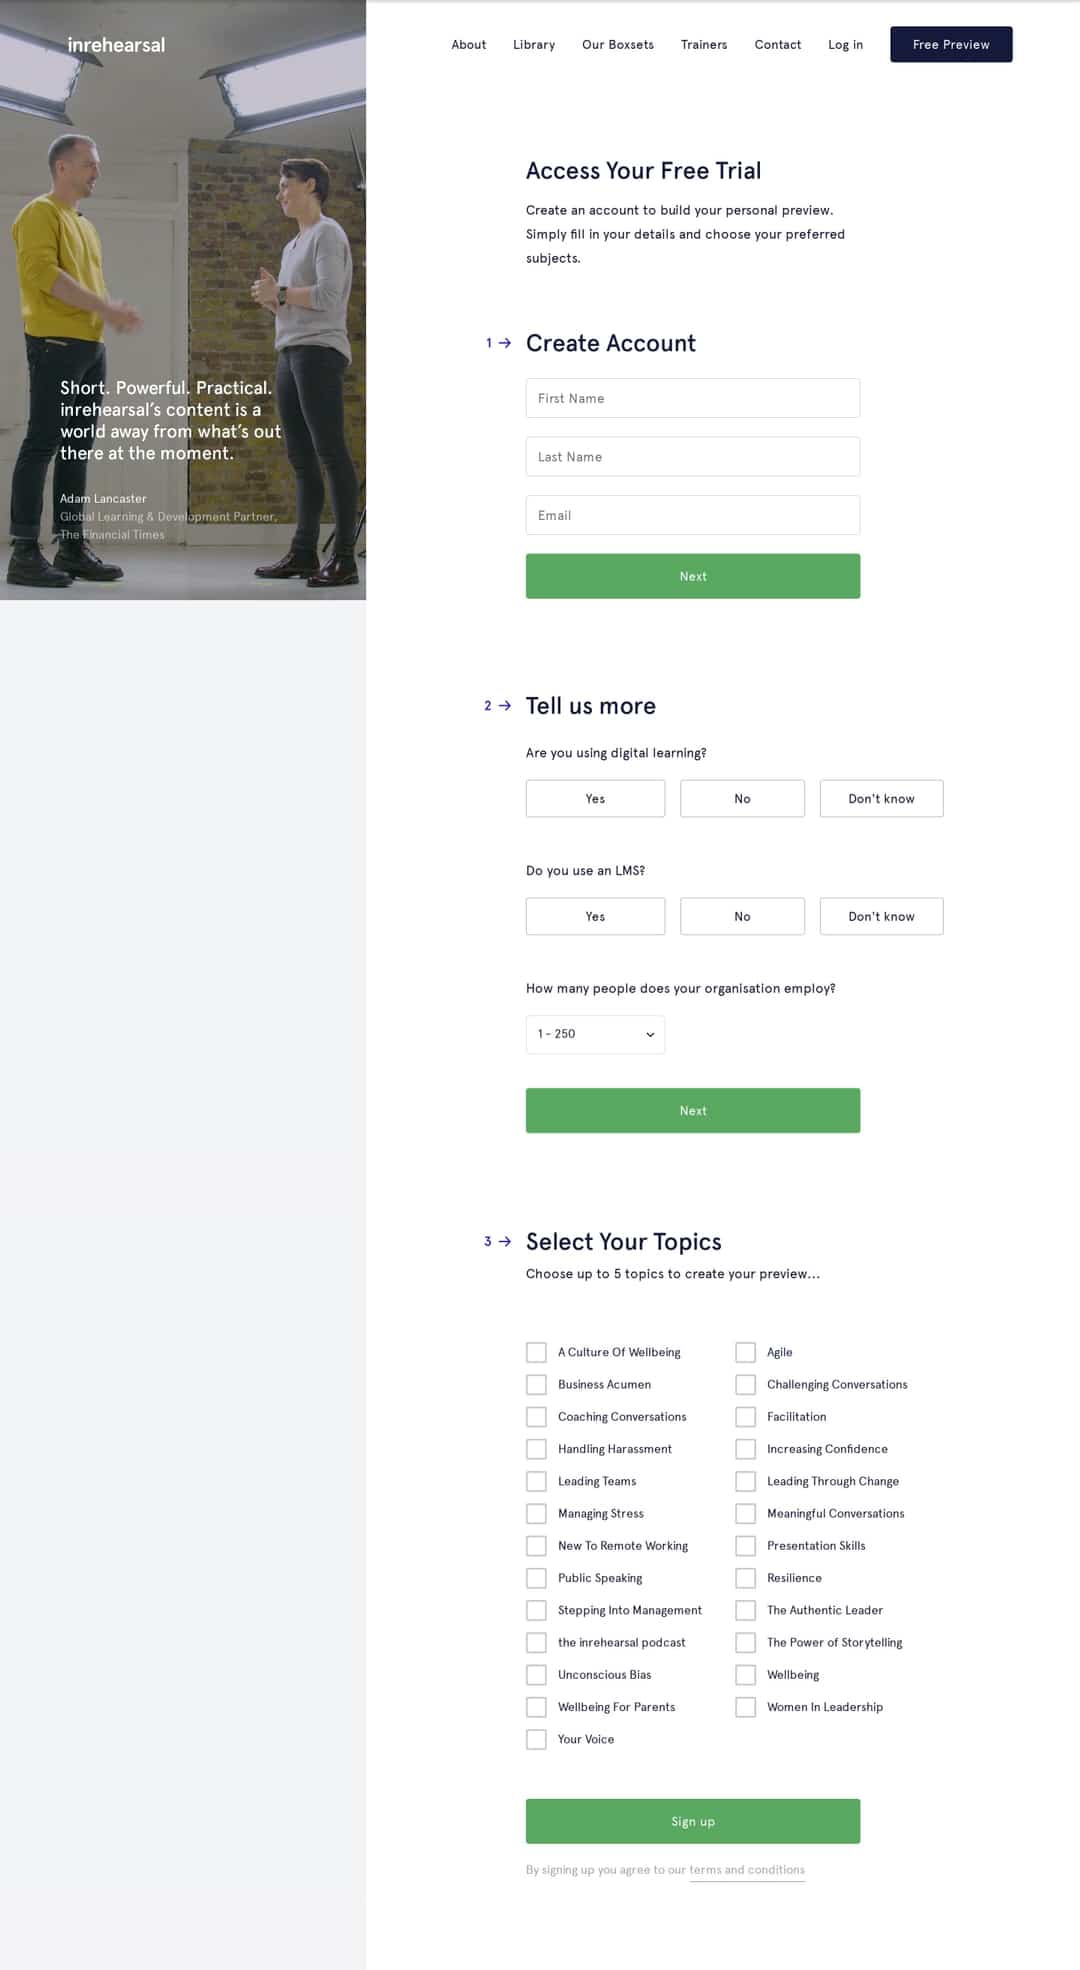 inrehearsal
About Library Our Boxsets Trainers Contact Log in Free Preview
Short. Powerful. Practical.
inrehearsal's content is a
world away from what's out
there at the moment.
Adam Lancaster
Global Learning & Development Partner,
The Financial Times
Access Your Free Trial
Create an account to build your personal preview.
Simply fill in your details and choose your preferred
subjects.
1 → Create Account
First Name
Last Name
Email
Next
2 → Tell us more
Are you using digital learning?
Yes No Don't know
Do you use an LMS?
Yes No Don't know
How many people does your organisation employ?
1 - 250
Next
3 → Select Your Topics
Choose up to 5 topics to create your preview...
A Culture Of Wellbeing Agile
Business Acumen Challenging Conversations
Coaching Conversations Facilitation
Handling Harassment Increasing Confidence
Leading Teams Leading Through Change
Managing Stress Meaningful Conversations
New To Remote Working Presentation Skills
Public Speaking Resilience
Stepping Into Management The Authentic Leader
the inrehearsal podcast The Power of Storytelling
Unconscious Bias Wellbeing
Wellbeing For Parents Women In Leadership
Your Voice
Sign up
By signing up you agree to our terms and conditions